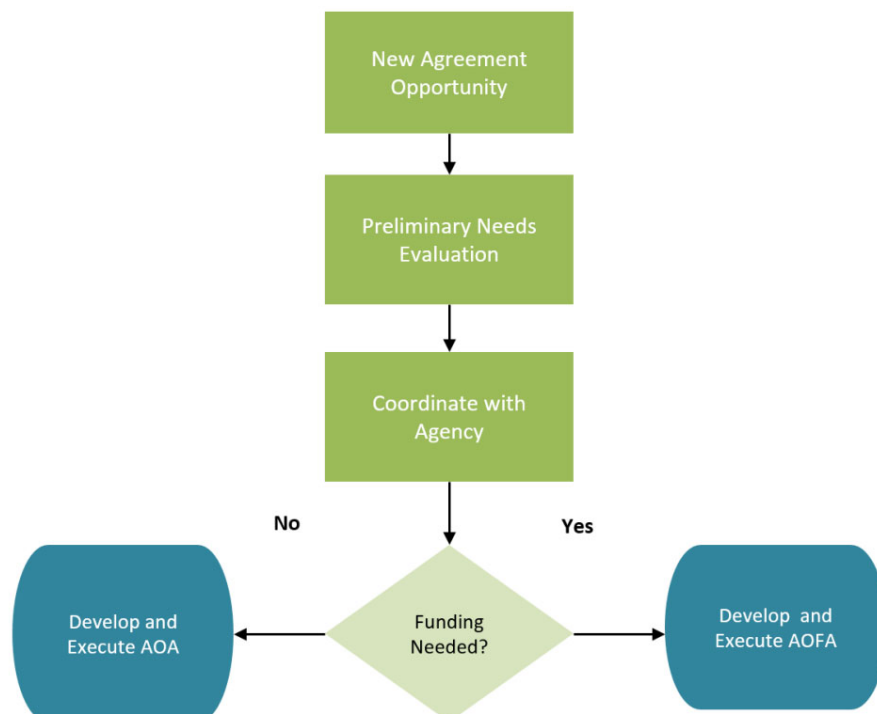 New Agreement
Opportunity
Preliminary Needs
Evaluation
Coordinate with
Agency
No
Yes
Develop and
Execute AOA
Funding
Needed?
Develop and
Execute AOFA